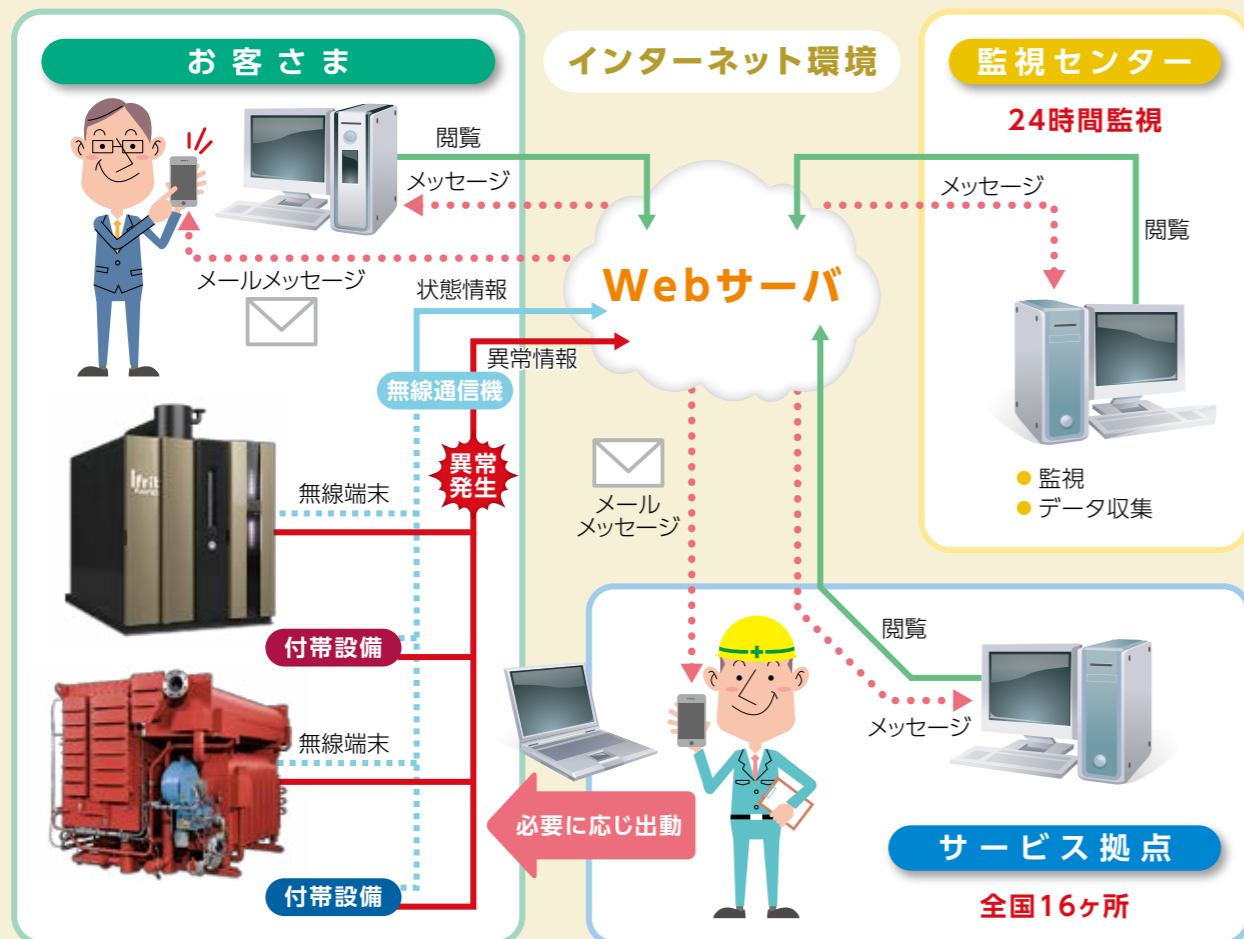 お客さま
閲覧
メッセージ
メールメッセージ
状態情報
異常情報
無線通信機
異常
発生
無線端末
付帯設備
無線端末
付帯設備
インターネット環境
Webサーバ
メール
メッセージ
監視センター
24時間監視
メッセージ
閲覧
● 監視
● データ収集
閲覧
メッセージ
必要に応じ出動
サービス拠点
全国16ヶ所